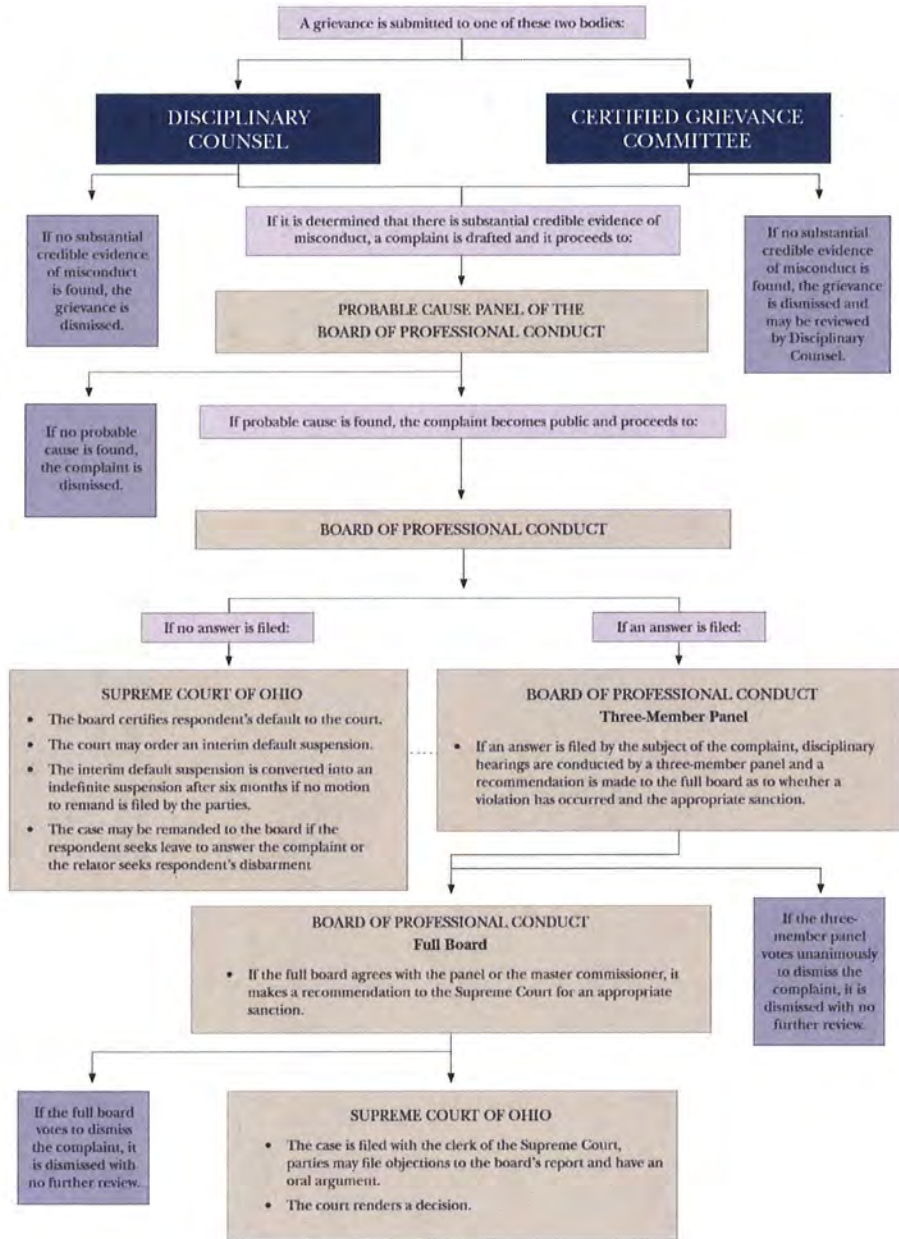 A grievance is submitted to one of these two bodies:
DISCIPLINARY
COUNSEL
CERTIFIED GRIEVANCE
COMMITTEE
If no substantial
credible evidence
of misconduct
is found, the
grievance is
dismissed.
If it is determined that there is substantial credible evidence of
misconduct, a complaint is drafted and it proceeds to:
If no substantial
credible evidence
of misconduct is
found, the grievance
is dismissed and
may be reviewed
by Disciplinary
Counsel.
PROBABLE CAUSE PANEL OF THE
BOARD OF PROFESSIONAL CONDUCT
If no probable
cause is found,
the complaint is
dismissed.
If probable cause is found, the complaint becomes public and proceeds to:
BOARD OF PROFESSIONAL CONDUCT
If no answer is filed:
If an answer is filed:
SUPREME COURT OF OHIO
• The board certifies respondent's default to the court.
• The court may order an interim default suspension.
• The interim default suspension is converted into an
indefinite suspension after six months if no motion
to remand is filed by the parties.
• The case may be remanded to the board if the
respondent seeks leave to answer the complaint or
the relator seeks respondent's disbarment
BOARD OF PROFESSIONAL CONDUCT
Three-Member Panel
• If an answer is filed by the subject of the complaint, disciplinary
hearings are conducted by a three-member panel and a
recommendation is made to the full board as to whether a
violation has occurred and the appropriate sanction.
BOARD OF PROFESSIONAL CONDUCT
Full Board
• If the full board agrees with the panel or the master commissioner, it
makes a recommendation to the Supreme Court for an appropriate
sanction.
If the three-
member panel
votes unanimously
to dismiss the
complaint, it is
dismissed with no
further review.
If the full board
votes to dismiss
the complaint, it
is dismissed with
no further review.
SUPREME COURT OF OHIO
• The case is filed with the clerk of the Supreme Court,
parties may file objections to the board's report and have an
oral argument.
• The court renders a decision.